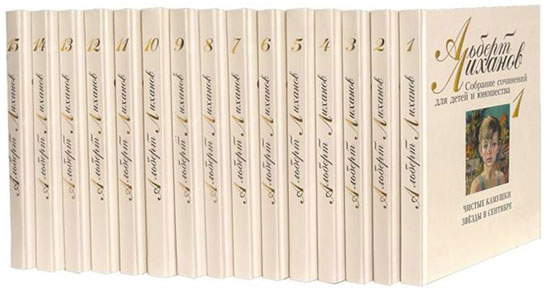 15
Альберт Лиханов
14
Альберт Лиханов
13
Альберт Лиханов
12
Альберт Лиханов
11
Альберт Лиханов
10
Альберт Лиханов
9
Альберт Лиханов
8
Альберт Лиханов
7
Альберт Лиханов
6
Альберт Лиханов
5
Альберт Лиханов
4
Альберт Лиханов
3
Альберт Лиханов
2
Альберт Лиханов
1
Альберт Лиханов
Альберт
Лиханов
Собрание сочинений
для детей и юношества
1
ЧИСТЫЕ КАМУШКИ
ЗВЁЗДЫ В СЕНТЯБРЕ